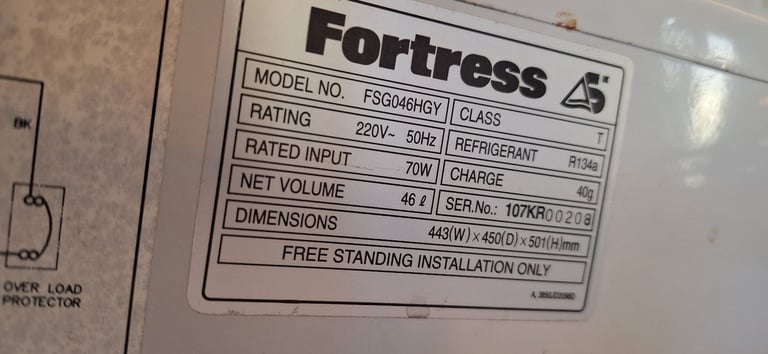 Fortress
MODEL NO. FSG046HGY
CLASS T
RATING 220V~ 50Hz
REFRIGERANT R134a
RATED INPUT 70W
CHARGE 40g
NET VOLUME 46 ℓ
SER.No.: 107KR00208
DIMENSIONS 443(W)×450(D)×501(H)mm
FREE STANDING INSTALLATION ONLY
BK
OVER LOAD
PROTECTOR